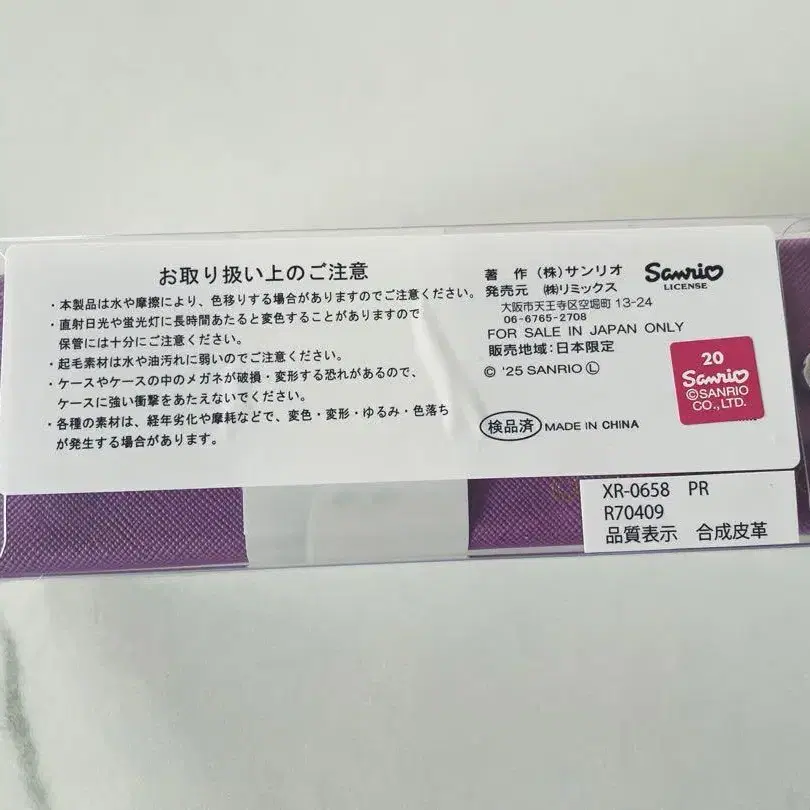 お取り扱い上のご注意
・本製品は水や摩擦により、色移りする場合がありますのでご注意ください。
・直射日光や蛍光灯に長時間あたると変色することがありますので
保管には十分にご注意ください。
・起毛素材は水や油汚れに弱いのでご注意ください。
・ケースやケースの中のメガネが破損・変形する恐れがあるので、
ケースに強い衝撃をあたえないでください。
・各種の素材は、経年劣化や摩耗などで、変色・変形・ゆるみ・色落ち
が発生する場合があります。
著 作 (株)サンリオ
発売元 ㈱リミックス
大阪市天王寺区空堀町 13-24
06-6765-2708
FOR SALE IN JAPAN ONLY
販売地域:日本限定
© '25 SANRIO Ⓛ
検品済 MADE IN CHINA
Sanrio
LICENSE
20
Sanrio
©SANRIO
CO., LTD.
XR-0658 PR
R70409
品質表示 合成皮革